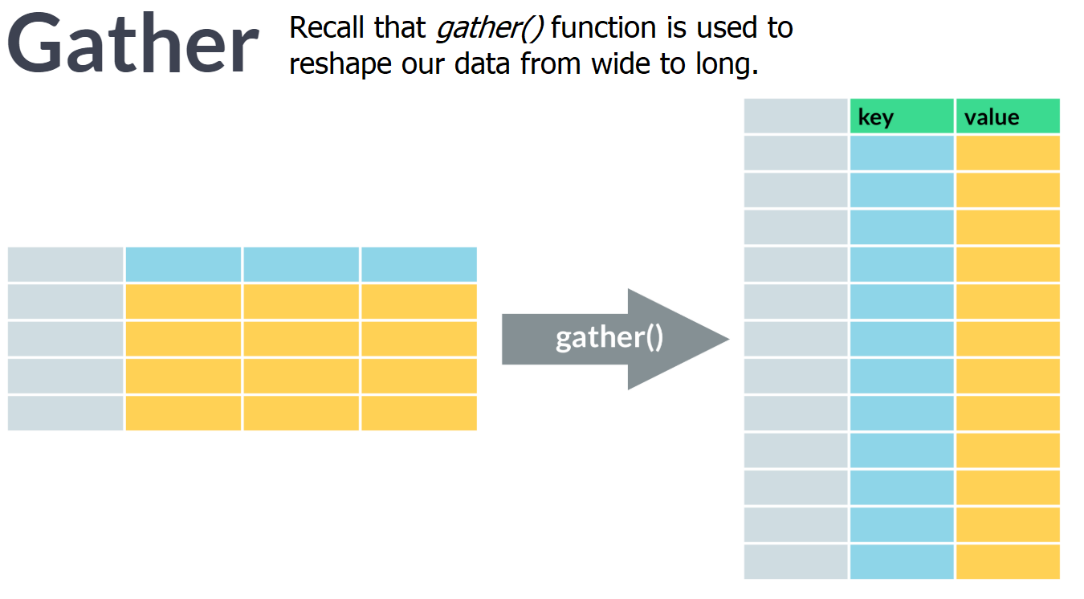 Gather
Recall that gather() function is used to
reshape our data from wide to long.
key value
gather()